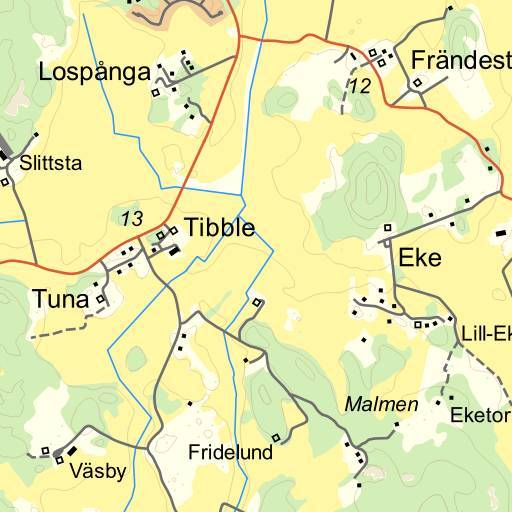 Frändest
Lospånga
12
Slittsta
13
Tibble
Eke
Tuna
Lill-Ek
Malmen
Eketor
Fridelund
Väsby